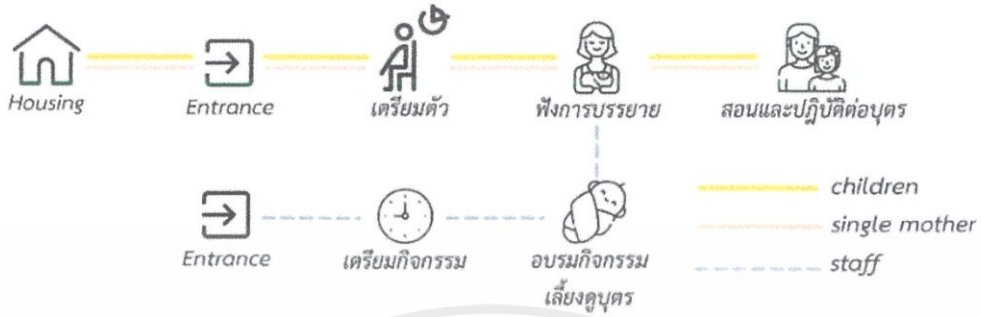 Housing
Entrance
เตรียมตัว
ฟังการบรรยาย
สอนและปฏิบัติต่อบุตร
Entrance
เตรียมกิจกรรม
อบรมกิจกรรม
เลี้ยงดูบุตร
children
single mother
staff